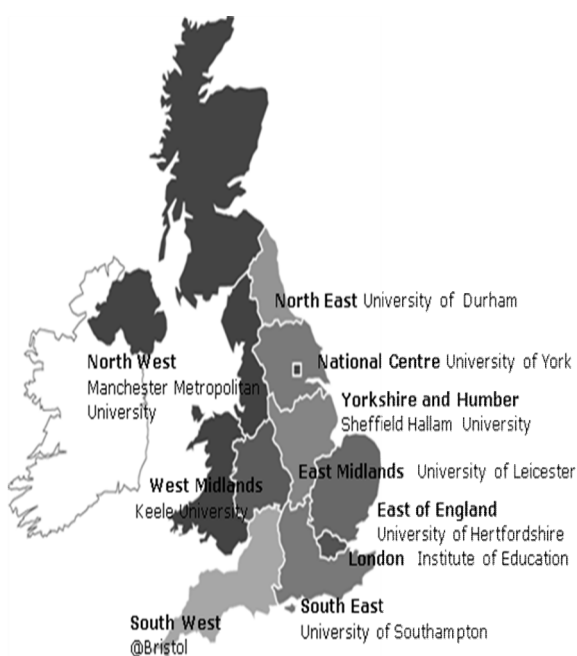 North East University of Durham
North West
Manchester Metropolitan
University
National Centre University of York
Yorkshire and Humber
Sheffield Hallam University
East Midlands University of Leicester
West Midlands
Keele University
East of England
University of Hertfordshire
London Institute of Education
South East
University of Southampton
South West
@Bristol